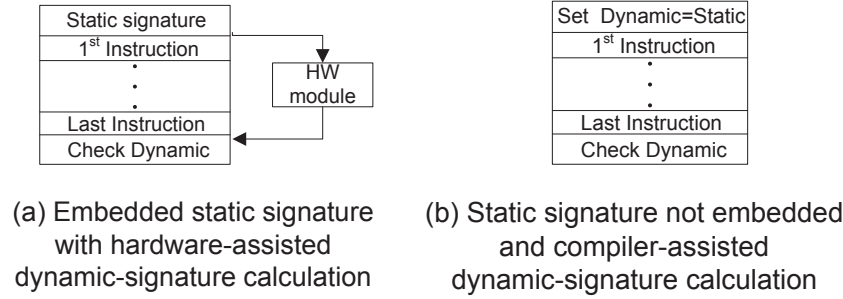 Static signature
1st Instruction
HW
module
Last Instruction
Check Dynamic
(a) Embedded static signature
with hardware-assisted
dynamic-signature calculation
Set Dynamic=Static
1st Instruction
Last Instruction
Check Dynamic
(b) Static signature not embedded
and compiler-assisted
dynamic-signature calculation